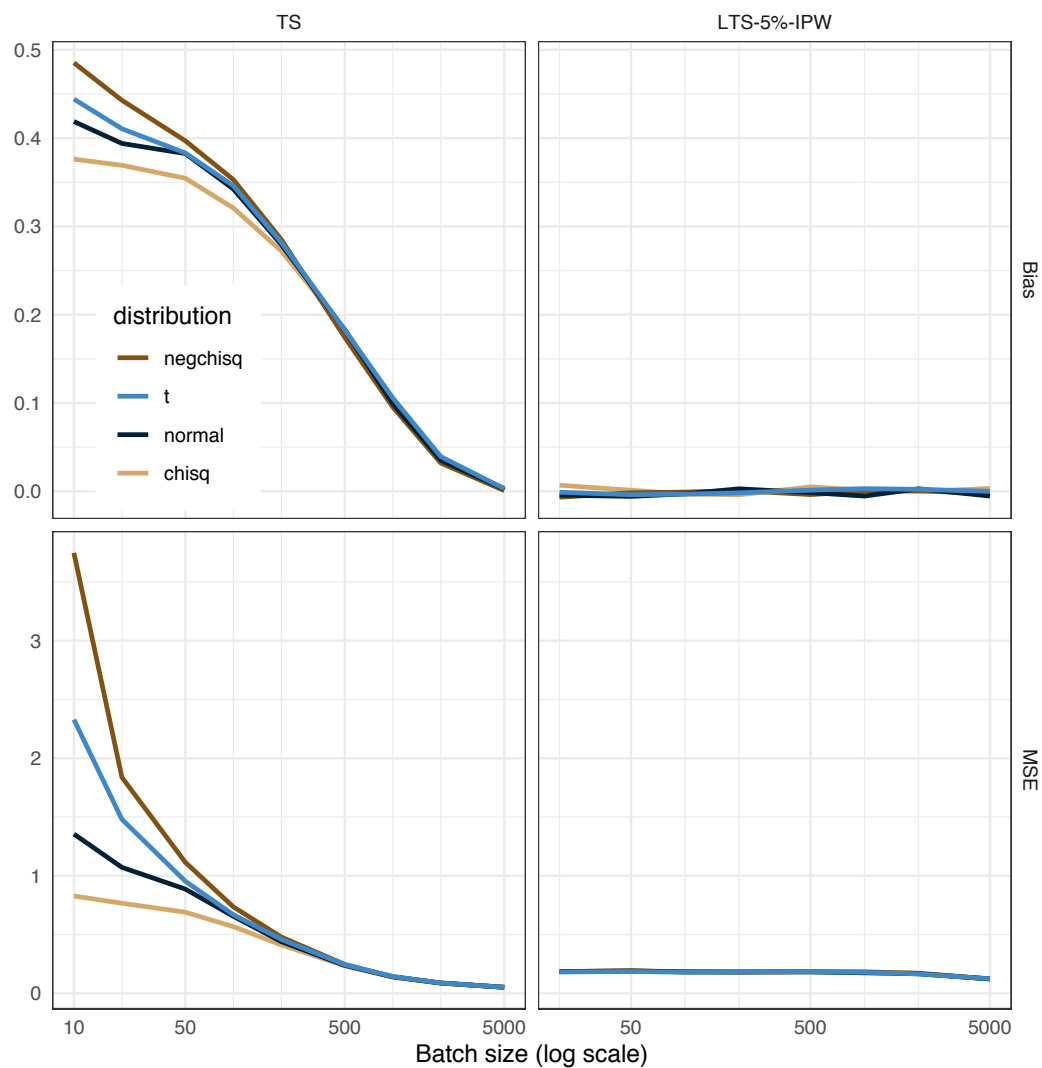 TS
LTS-5%-IPW
0.5
0.4
0.3
0.2
0.1
0.0
distribution
negchisq
t
normal
chisq
Bias
3
2
1
0
MSE
10
50
500
5000
50
500
5000
Batch size (log scale)